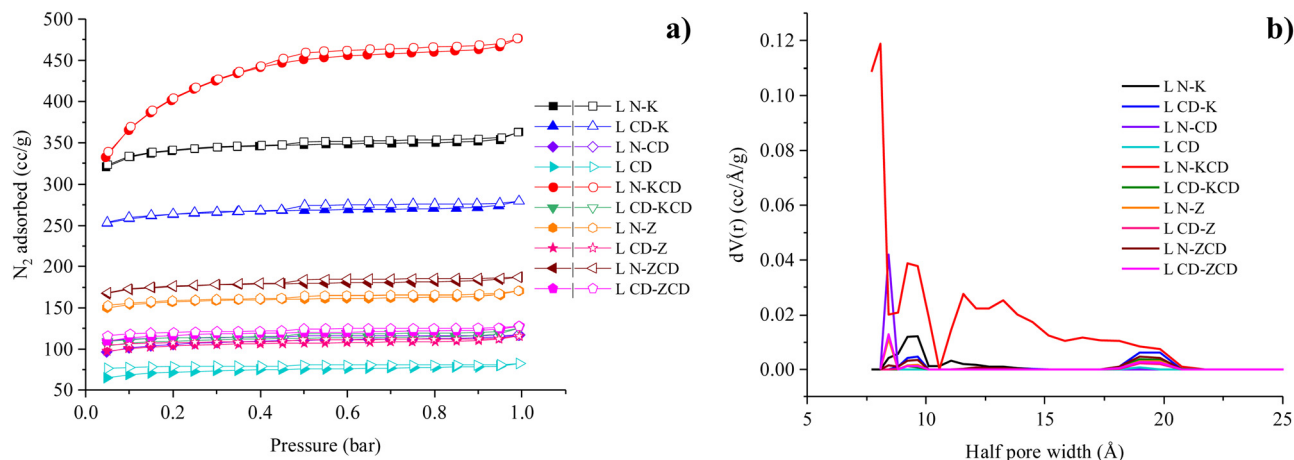 a)
500
450
400
350
300
250
200
150
100
50
N2 adsorbed (cc/g)
0.0
0.2
0.4
0.6
0.8
1.0
Pressure (bar)
L N-K
L CD-K
L N-CD
L CD
L N-KCD
L CD-KCD
L N-Z
L CD-Z
L N-ZCD
L CD-ZCD
b)
0.12
0.10
0.08
0.06
0.04
0.02
0.00
dV(r) (cc/Å/g)
5
10
15
20
25
Half pore width (Å)
L N-K
L CD-K
L N-CD
L CD
L N-KCD
L CD-KCD
L N-Z
L CD-Z
L N-ZCD
L CD-ZCD